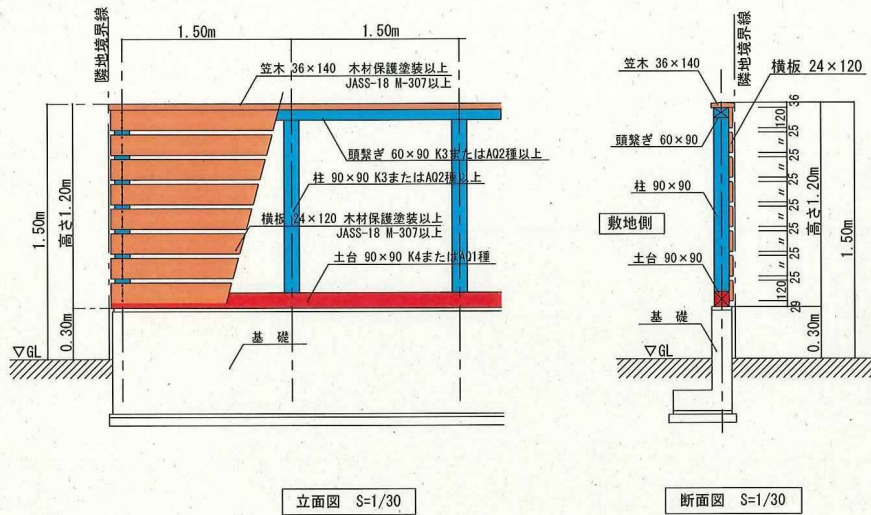 隣地境界線
1.50m
1.50m
笠木 36×140 木材保護塗装以上
JASS-18 M-307以上
頭繋ぎ 60×90 K3またはAQ2種以上
柱 90×90 K3またはAQ2種以上
横板 24×120 木材保護塗装以上
JASS-18 M-307以上
土台 90×90 K4またはAQ1種
1.50m
高さ1.20m
0.30m
▽GL
基 礎
立面図 S=1/30
隣地境界線
笠木 36×140
横板 24×120
頭繋ぎ 60×90
柱 90×90
敷地側
土台 90×90
基 礎
▽GL
36
120
25
〃
25
〃
25
〃
25
〃
25
〃
25
〃
25
120
29
高さ1.20m
0.30m
1.50m
断面図 S=1/30